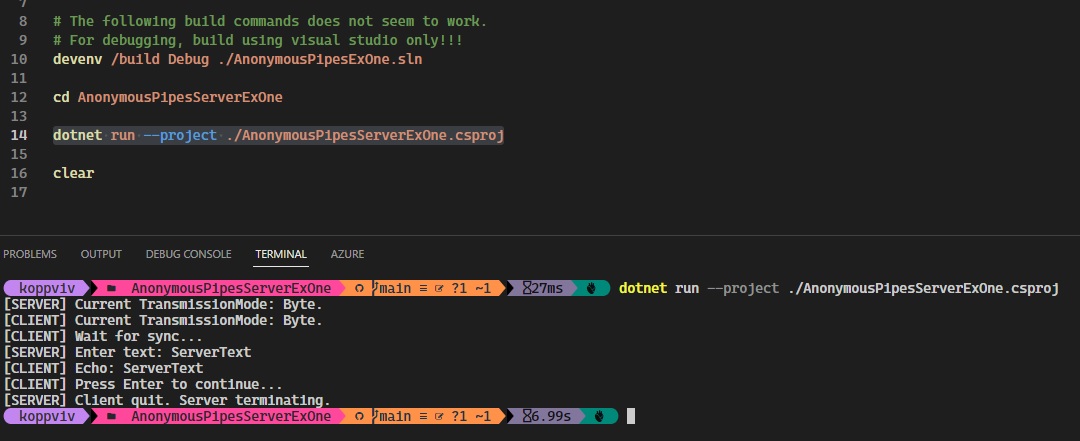 7
8 # The following build commands does not seem to work.
9 # For debugging, build using visual studio only!!!
10 devenv /build Debug ./AnonymousPipesExOne.sln
11
12 cd AnonymousPipesServerExOne
13
14 dotnet run --project ./AnonymousPipesServerExOne.csproj
15
16 clear
17
PROBLEMS OUTPUT DEBUG CONSOLE TERMINAL AZURE
koppviv AnonymousPipesServerExOne main ≡ ?1 ~1 27ms dotnet run --project ./AnonymousPipesServerExOne.csproj
[SERVER] Current TransmissionMode: Byte.
[CLIENT] Current TransmissionMode: Byte.
[CLIENT] Wait for sync...
[SERVER] Enter text: ServerText
[CLIENT] Echo: ServerText
[CLIENT] Press Enter to continue...
[SERVER] Client quit. Server terminating.
koppviv AnonymousPipesServerExOne main ≡ ?1 ~1 6.99s